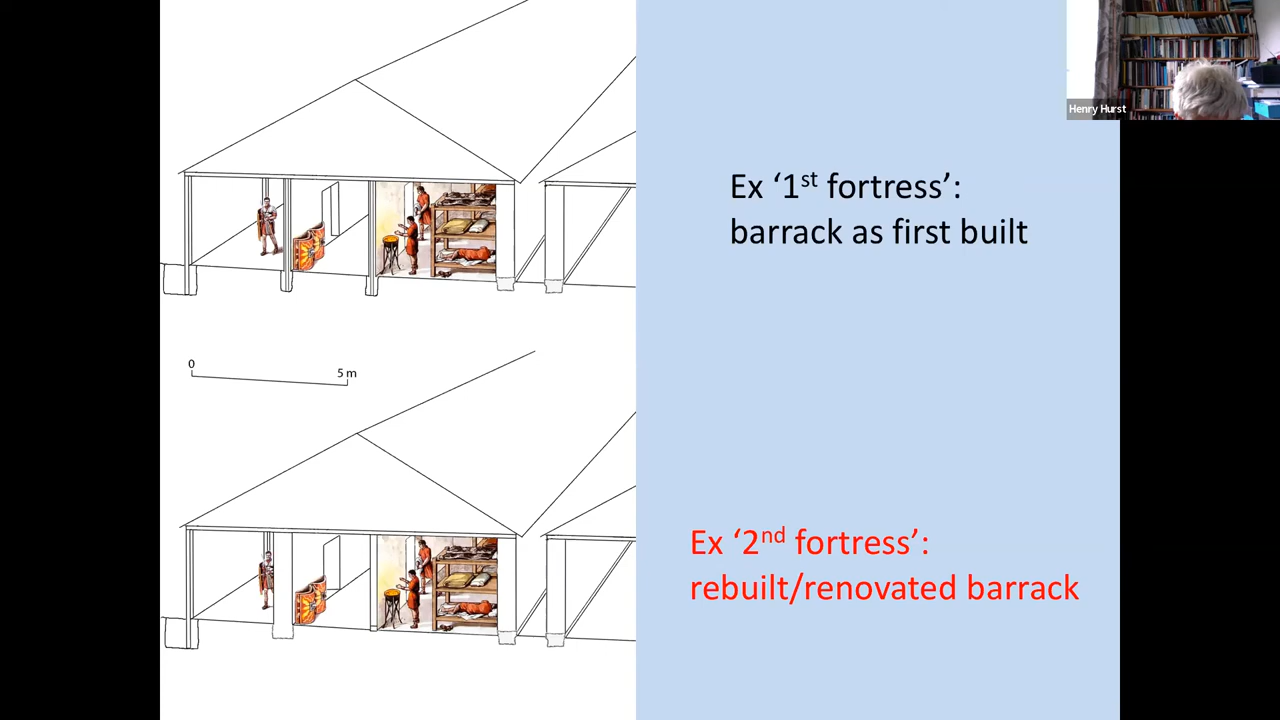 Henry Hurst
Ex ‘1st fortress’:
barrack as first built
0
5 m
Ex ‘2nd fortress’:
rebuilt/renovated barrack